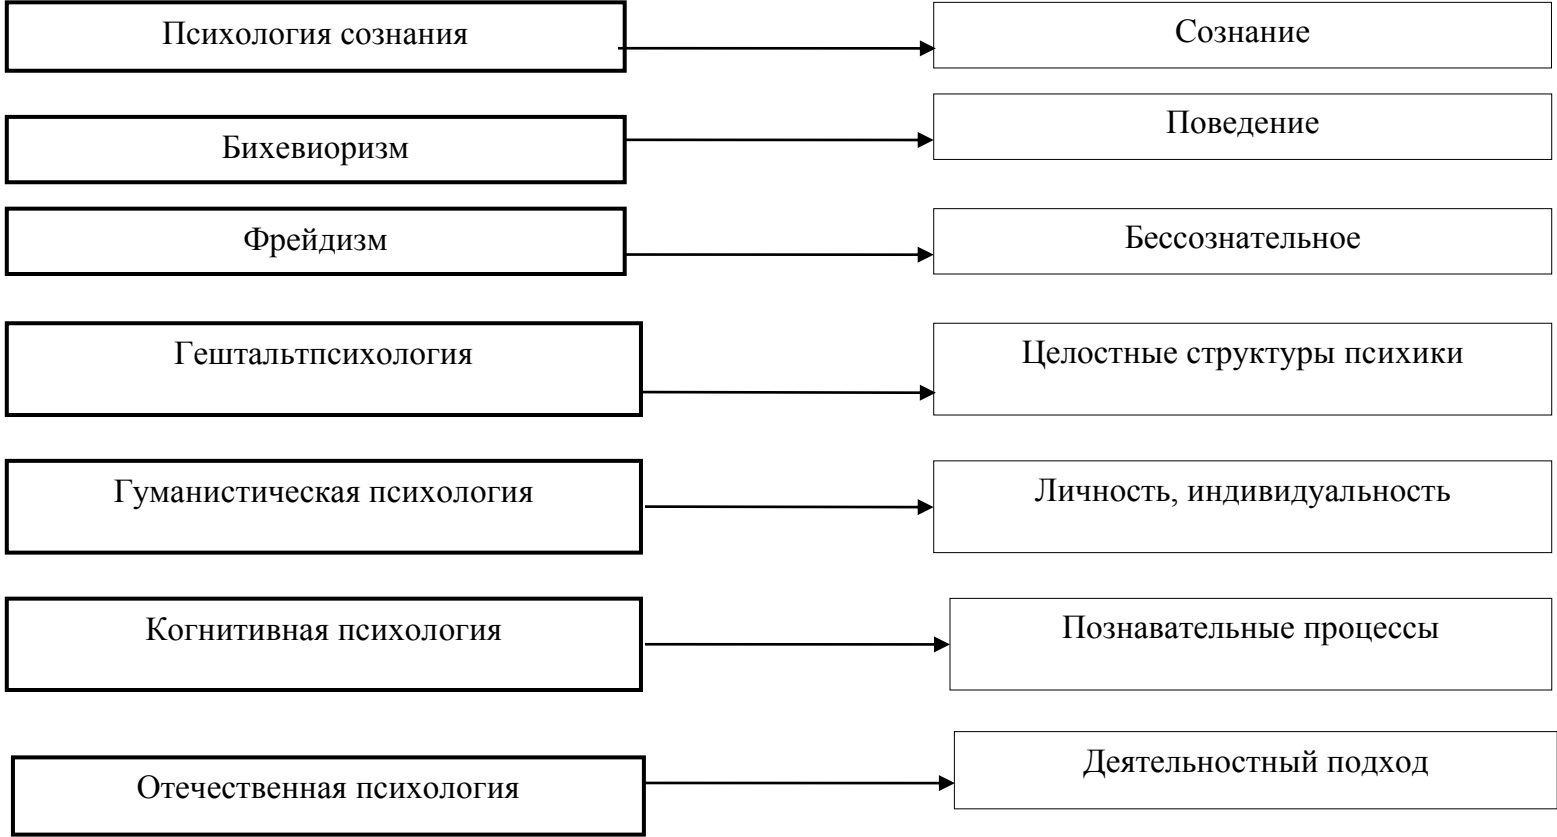 Психология сознания
Сознание
Бихевиоризм
Поведение
Фрейдизм
Бессознательное
Гештальтпсихология
Целостные структуры психики
Гуманистическая психология
Личность, индивидуальность
Когнитивная психология
Познавательные процессы
Отечественная психология
Деятельностный подход